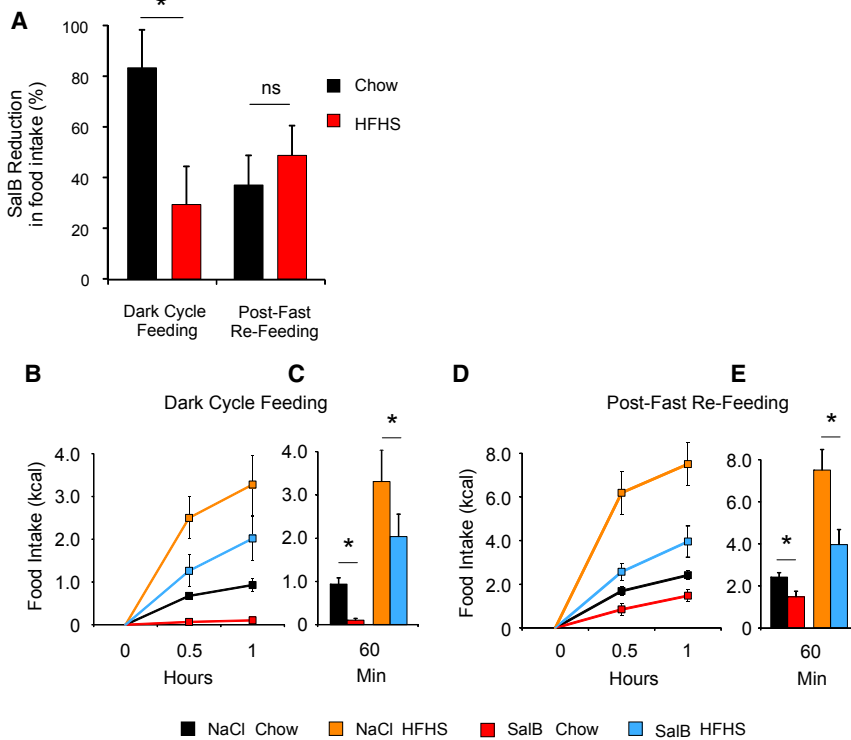 A
*
SalB Reduction
in food intake (%)
100
80
60
40
20
0
ns
Chow
HFHS
Dark Cycle
Feeding
Post-Fast
Re-Feeding
B
C
Dark Cycle Feeding
Food Intake (kcal)
4.0
3.0
2.0
1.0
0
0 0.5 1
Hours
4.0
3.0
2.0
1.0
0
*
*
60
Min
D
E
Post-Fast Re-Feeding
Food Intake (kcal)
8.0
6.0
4.0
2.0
0
0 0.5 1
Hours
8.0
6.0
4.0
2.0
0
*
*
60
Min
NaCl Chow NaCl HFHS SalB Chow SalB HFHS